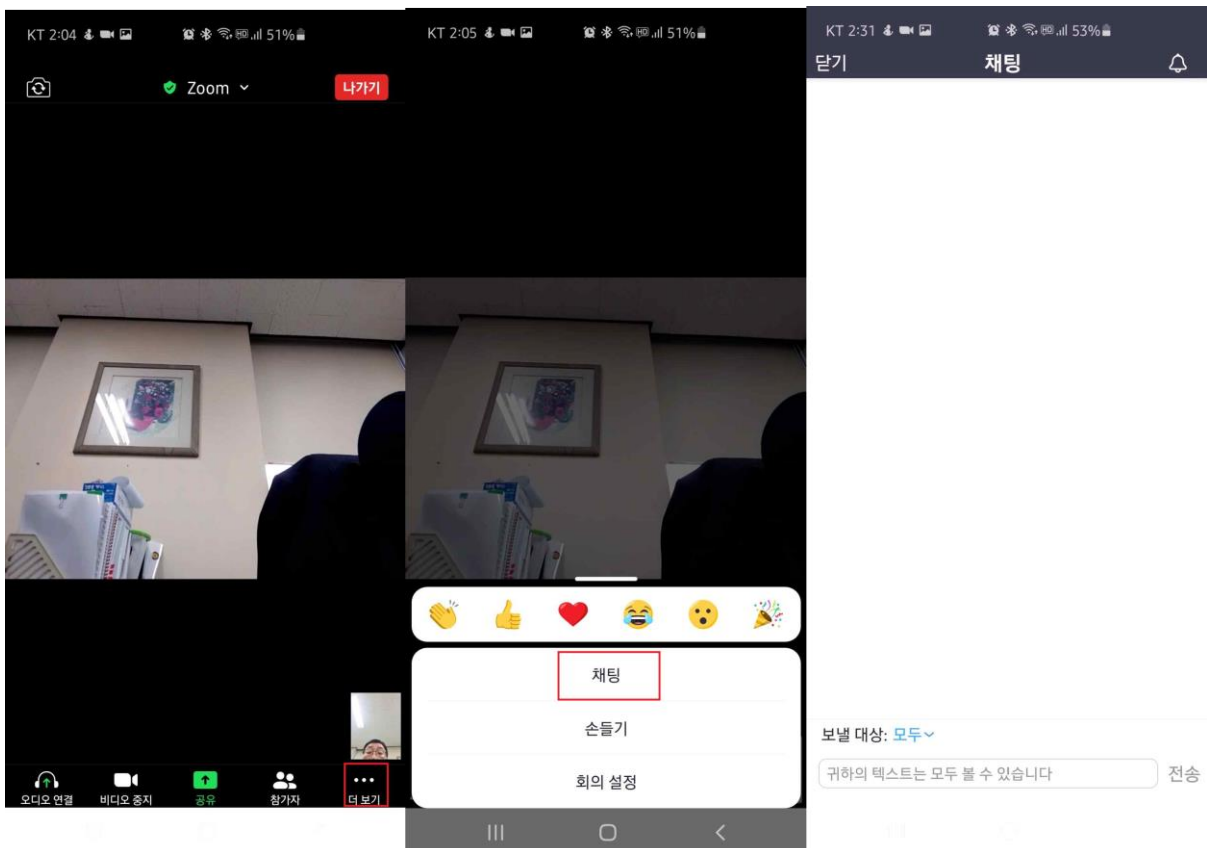 KT 2:04 51%
Zoom
나가기
오디오 연결 비디오 중지 공유 참가자 더 보기
KT 2:05 51%
채팅
손들기
회의 설정
KT 2:31 53%
닫기 채팅
보낼 대상: 모두
귀하의 텍스트는 모두 볼 수 있습니다 전송